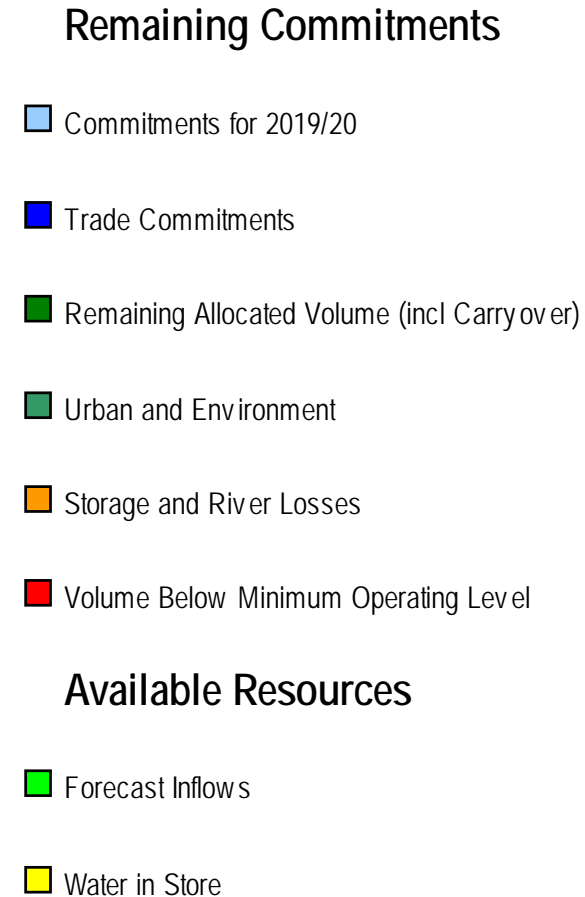 Remaining Commitments
Commitments for 2019/20
Trade Commitments
Remaining Allocated Volume (incl Carryover)
Urban and Environment
Storage and River Losses
Volume Below Minimum Operating Level
Available Resources
Forecast Inflows
Water in Store